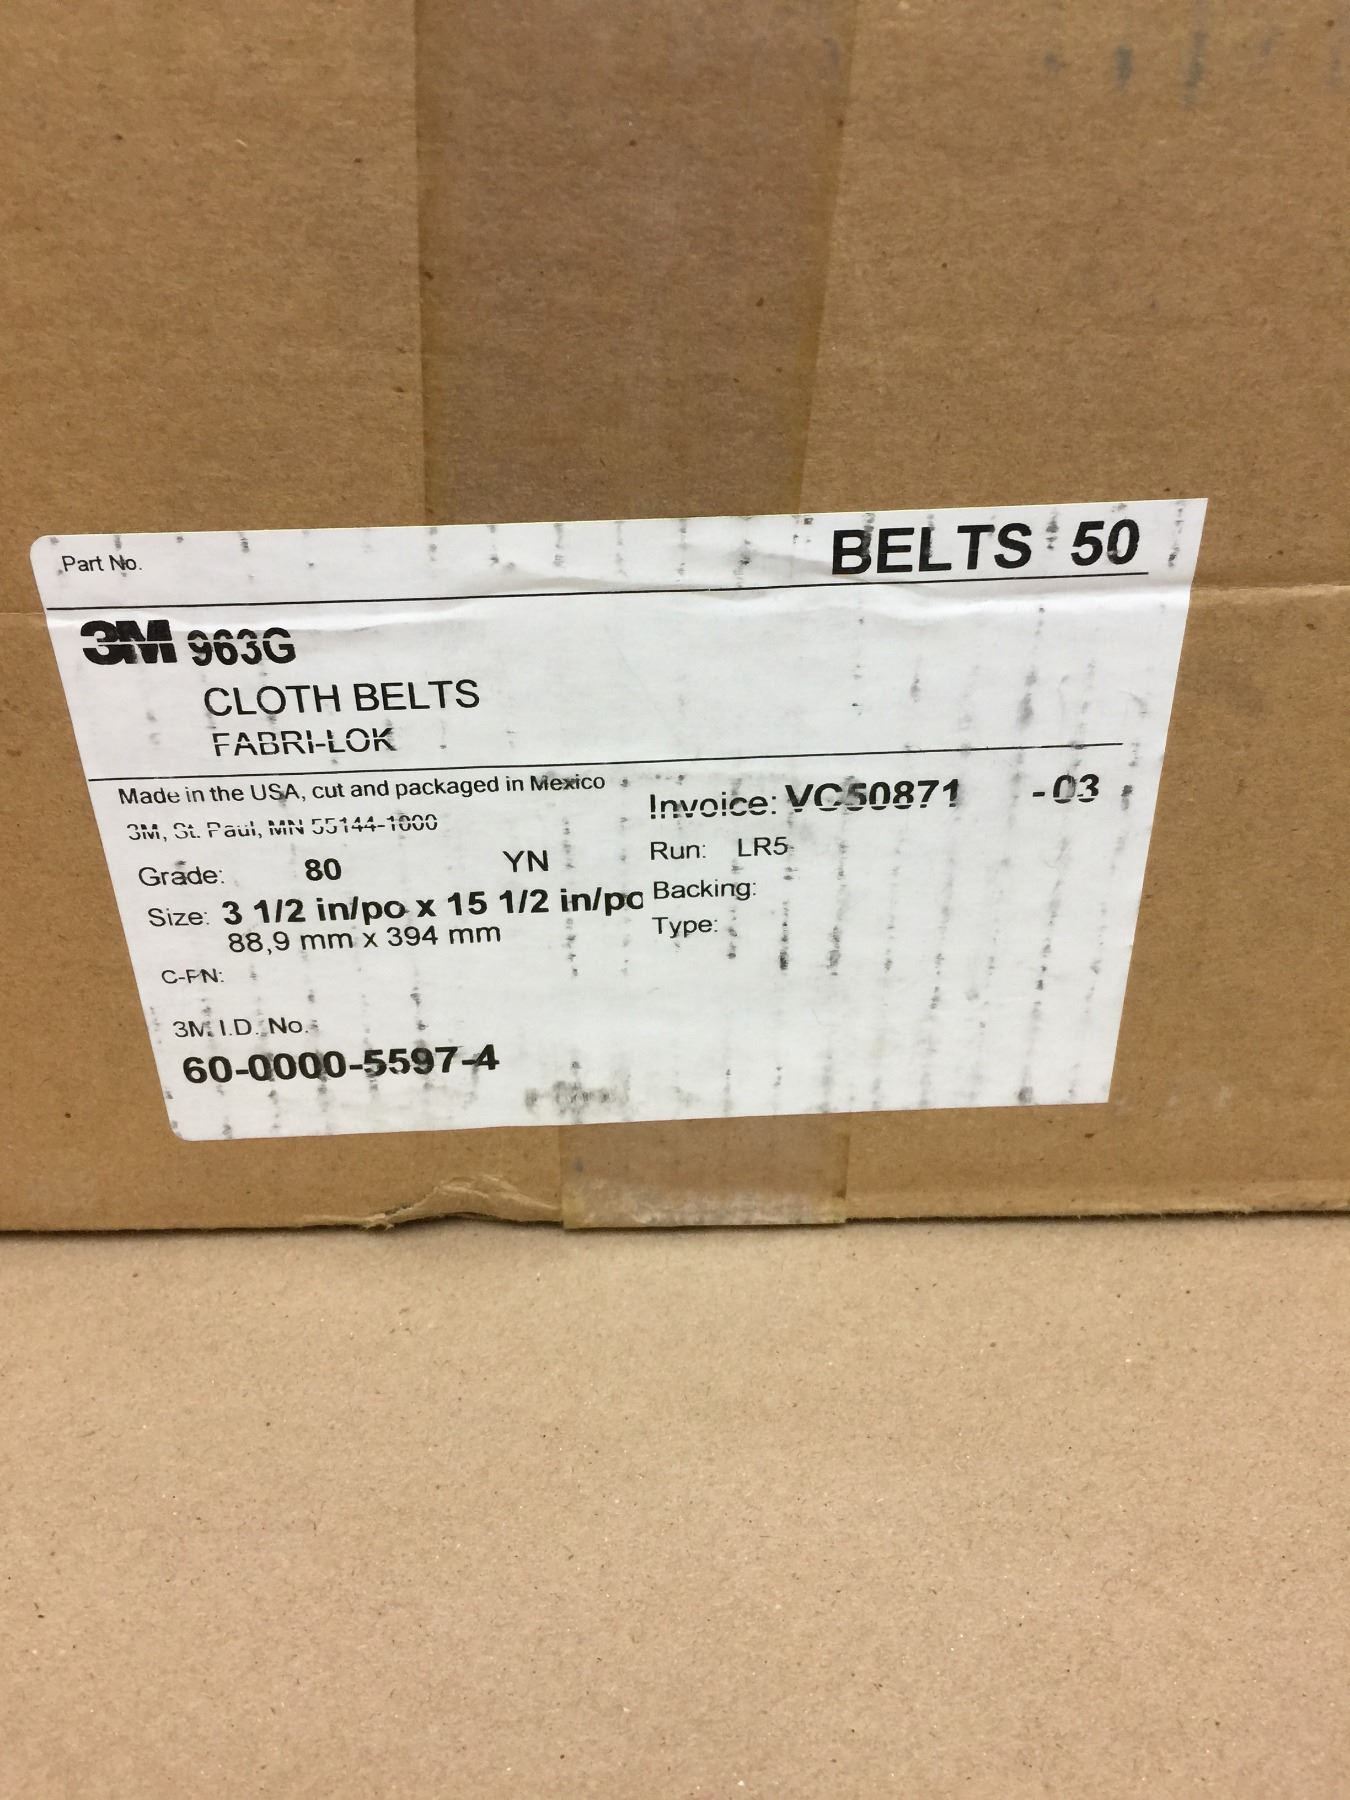 Part No. BELTS 50
3M 963G
CLOTH BELTS
FABRI-LOK
Made in the USA, cut and packaged in Mexico
3M, St. Paul, MN 55144-1000
Invoice: VC50871 -03
Grade: 80 YN
Run: LR5
Size: 3 1/2 in/po x 15 1/2 in/po
88,9 mm x 394 mm
Backing:
Type:
C-PN:
3M I.D. No.
60-0000-5597-4